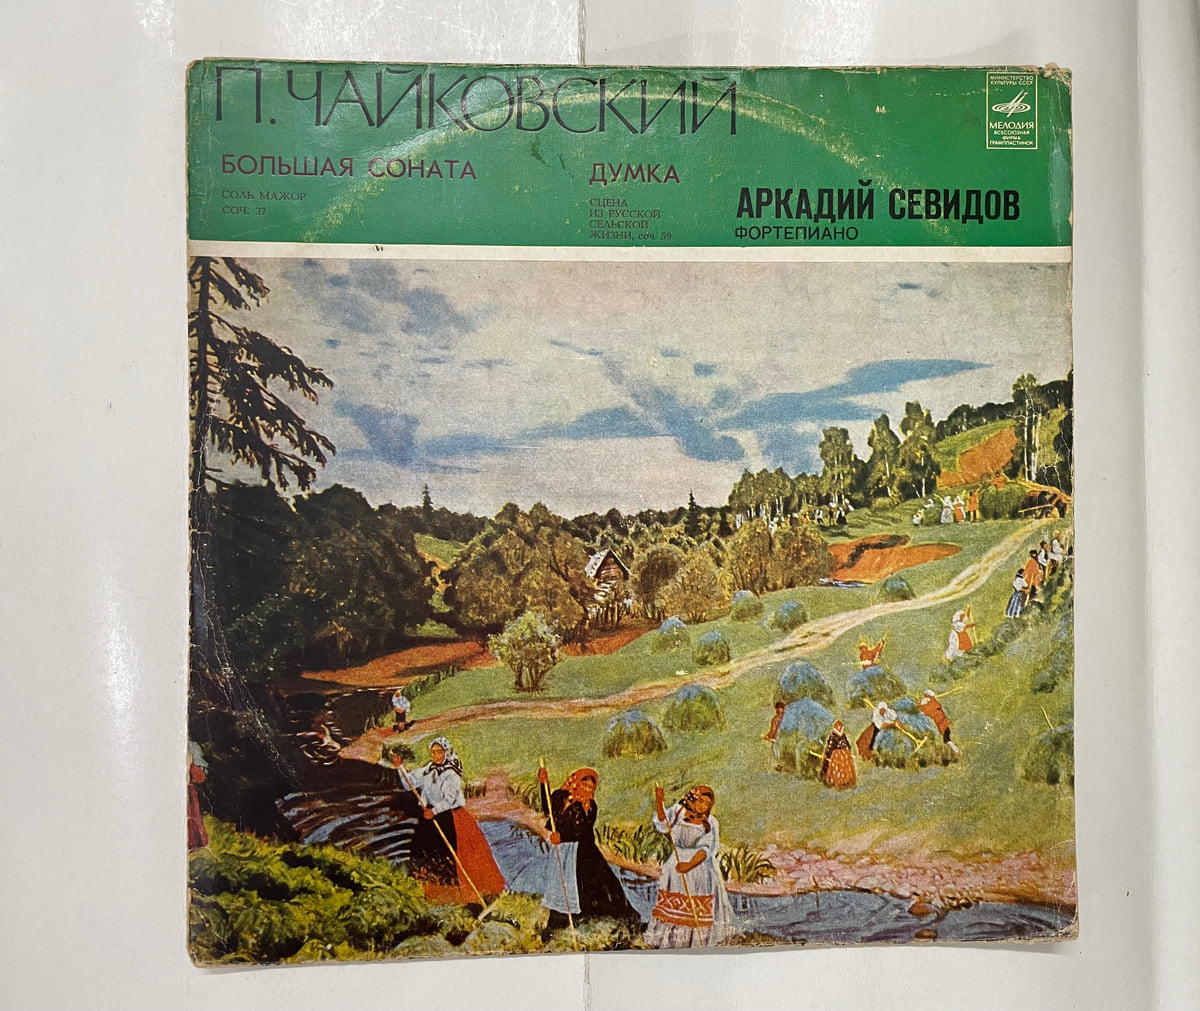 П. ЧАЙКОВСКИЙ
БОЛЬШАЯ СОНАТА
СОЛЬ МАЖОР
СОЧ. 37
ДУМКА
СЦЕНА
ИЗ РУССКОЙ
СЕЛЬСКОЙ
ЖИЗНИ, соч. 59
АРКАДИЙ СЕВИДОВ
ФОРТЕПИАНО
МИНИСТЕРСТВО
КУЛЬТУРЫ СССР
МЕЛОДИЯ
ВСЕСОЮЗНАЯ
ФИРМА
ГРАМПЛАСТИНОК